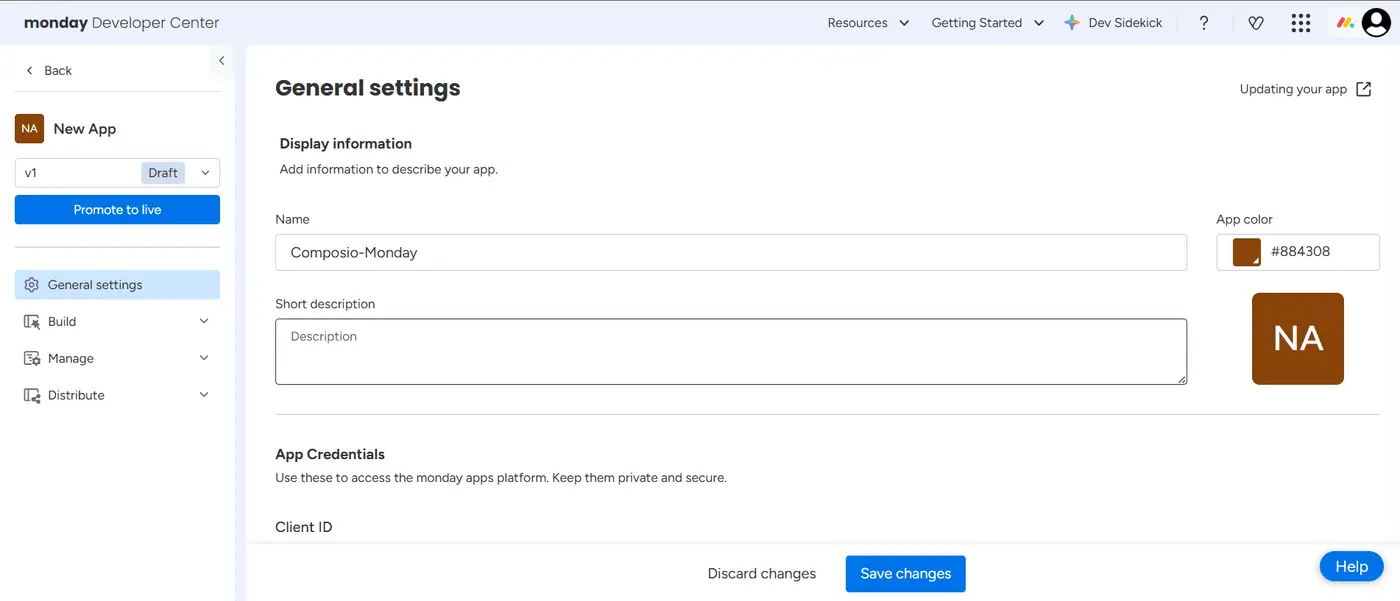 monday Developer Center
Resources
Getting Started
Dev Sidekick
?
Back
NA
New App
v1
Draft
Promote to live
General settings
Build
Manage
Distribute
General settings
Updating your app
Display information
Add information to describe your app.
Name
Composio-Monday
App color
#884308
Short description
Description
NA
App Credentials
Use these to access the monday apps platform. Keep them private and secure.
Client ID
Discard changes
Save changes
Help